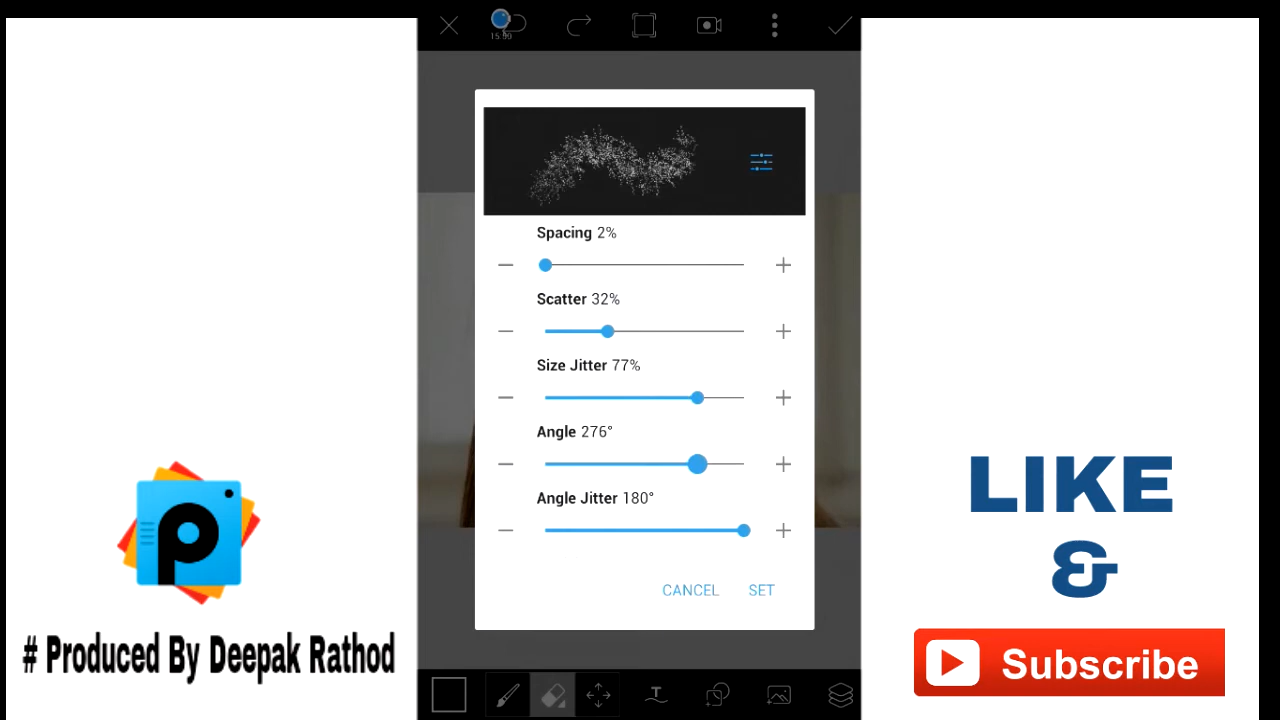 15:90
Spacing 2%
Scatter 32%
Size Jitter 77%
Angle 276°
Angle Jitter 180°
CANCEL SET
# Produced By Deepak Rathod
LIKE
&
Subscribe